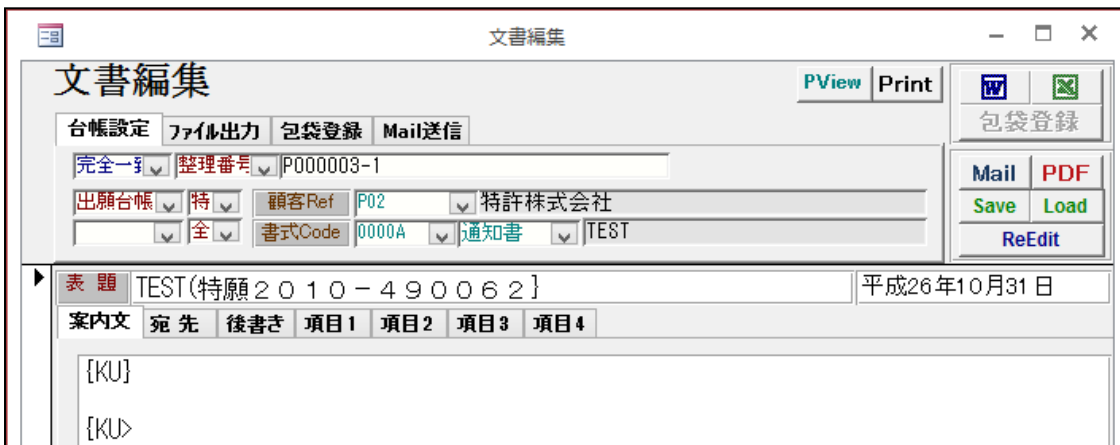 文書編集
文書編集
PView Print
台帳設定 ファイル出力 包袋登録 Mail送信
包袋登録
完全一致 整理番号 P000003-1
Mail PDF
出願台帳 特 顧客Ref P02 特許株式会社
Save Load
全 書式Code 0000A 通知書 TEST
ReEdit
表 題 TEST(特願２０１０－４９００６２} 平成26年10月31日
案内文 宛 先 後書き 項目1 項目2 項目3 項目4
{KU}
{KU>